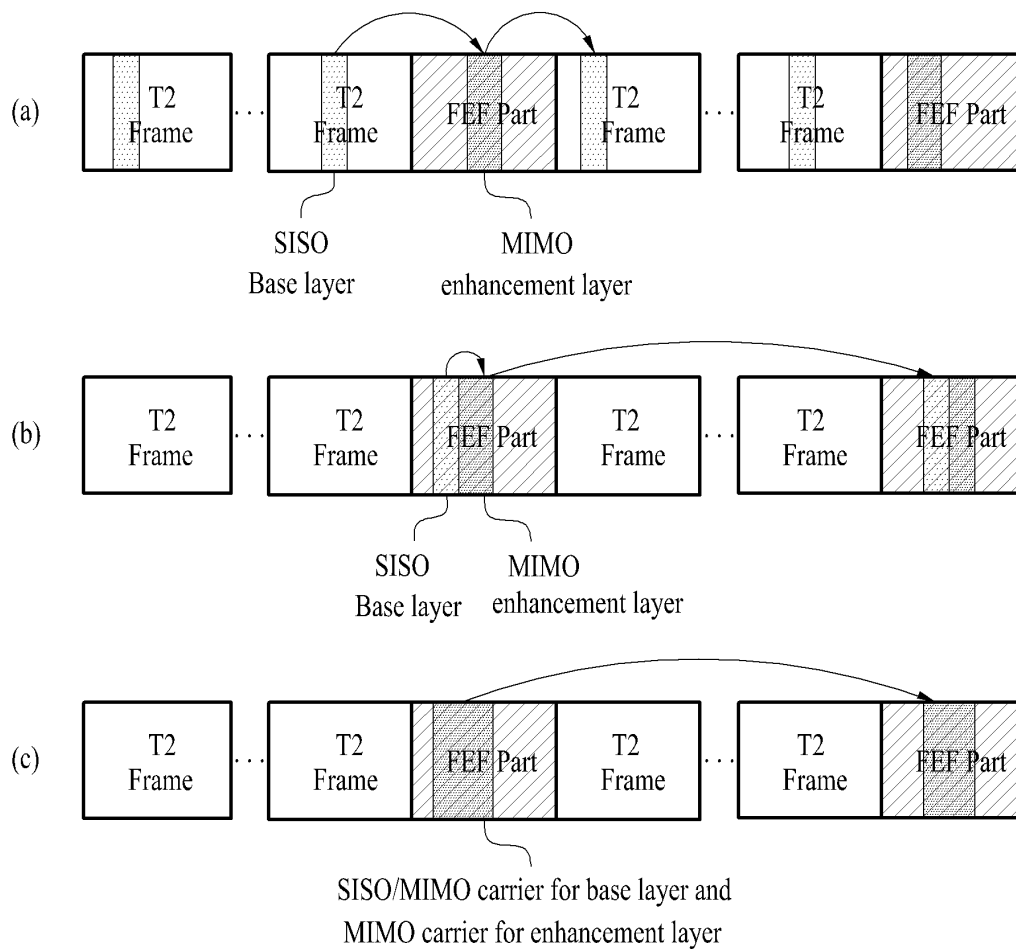 (a)
T2
Frame
...
T2
Frame
FEF Part
T2
Frame
...
T2
Frame
FEF Part
SISO
Base layer
MIMO
enhancement layer
(b)
T2
Frame
...
T2
Frame
FEF Part
T2
Frame
...
T2
Frame
FEF Part
SISO
Base layer
MIMO
enhancement layer
(c)
T2
Frame
...
T2
Frame
FEF Part
T2
Frame
...
T2
Frame
FEF Part
SISO/MIMO carrier for base layer and
MIMO carrier for enhancement layer